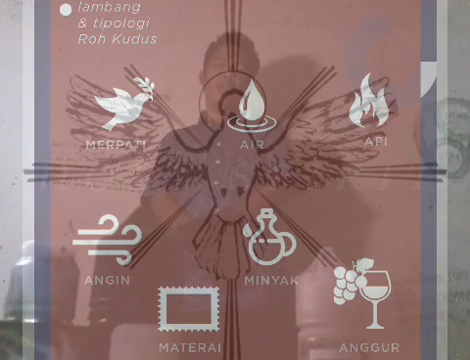 lambang
& tipologi
Roh Kudus
MERPATI
AIR
API
ANGIN
MINYAK
MATERAI
ANGGUR